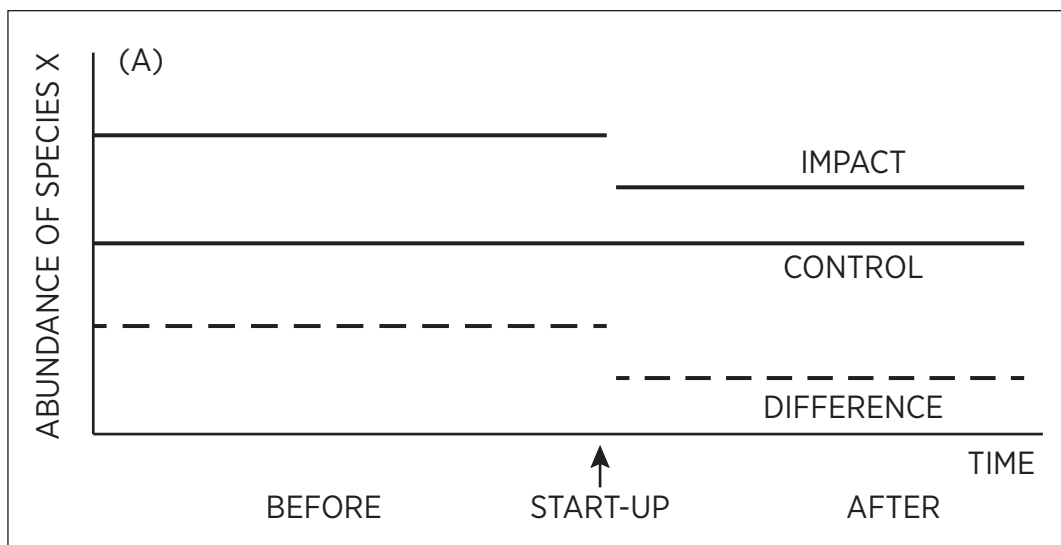 (A)
ABUNDANCE OF SPECIES X
IMPACT
CONTROL
DIFFERENCE
TIME
BEFORE
START-UP
AFTER